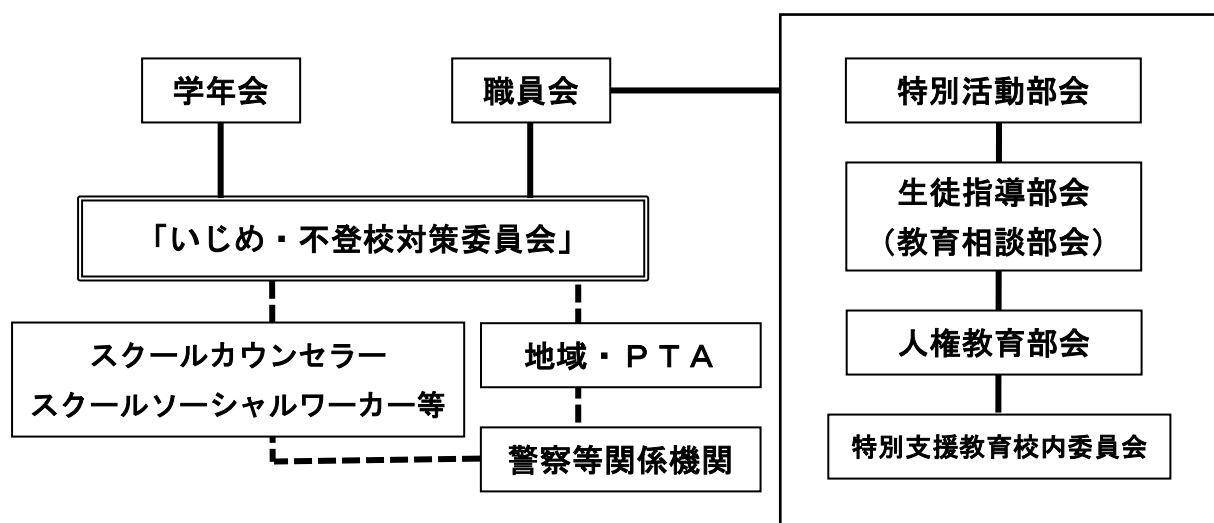 学年会
職員会
「いじめ・不登校対策委員会」
スクールカウンセラー
スクールソーシャルワーカー等
地域・ＰＴＡ
警察等関係機関
特別活動部会
生徒指導部会
（教育相談部会）
人権教育部会
特別支援教育校内委員会